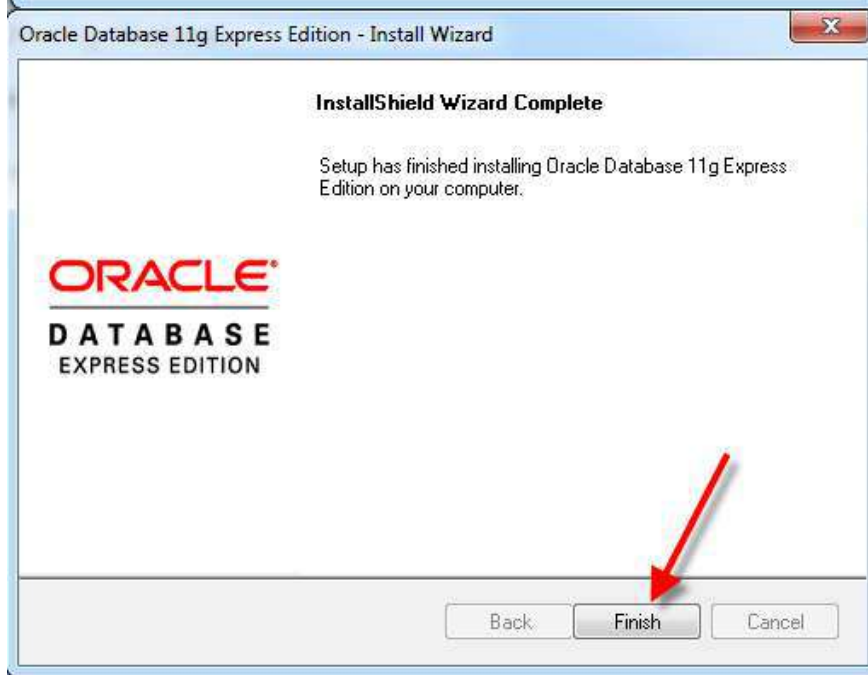 Oracle Database 11g Express Edition - Install Wizard
InstallShield Wizard Complete
Setup has finished installing Oracle Database 11g Express
Edition on your computer.
ORACLE
DATABASE
EXPRESS EDITION
Back Finish Cancel